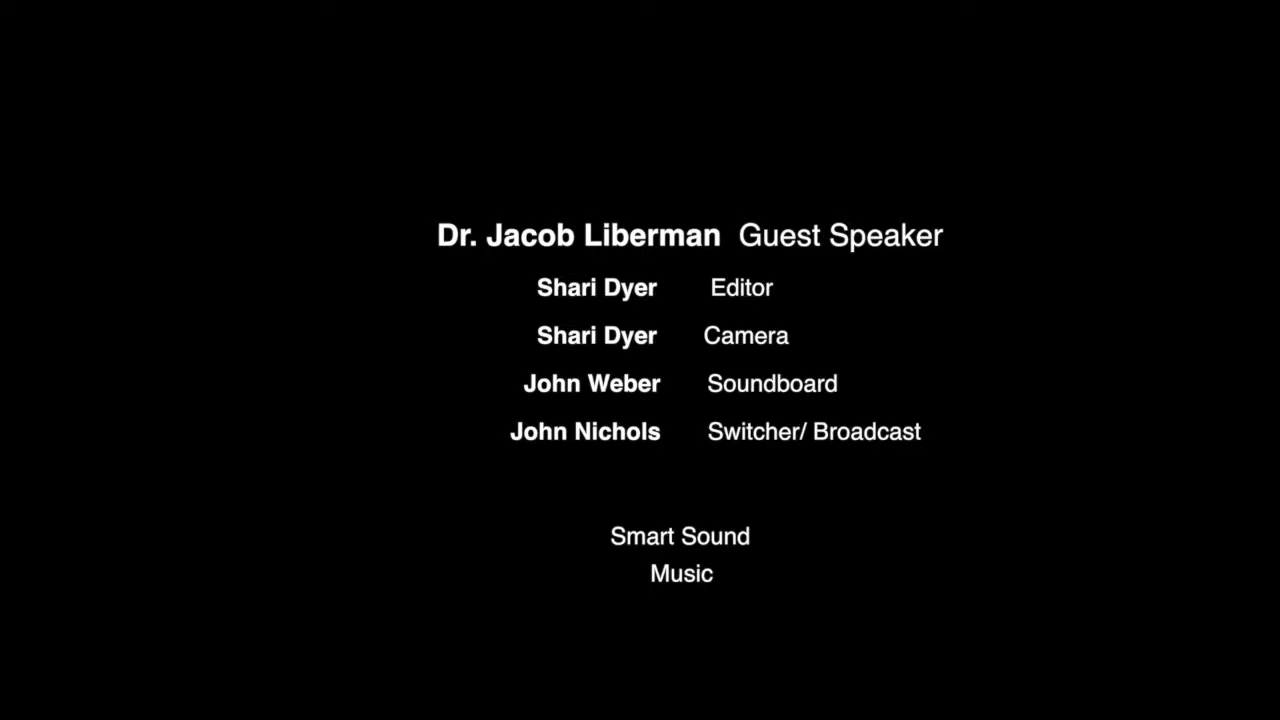 Dr. Jacob Liberman Guest Speaker
Shari Dyer Editor
Shari Dyer Camera
John Weber Soundboard
John Nichols Switcher/ Broadcast
Smart Sound
Music